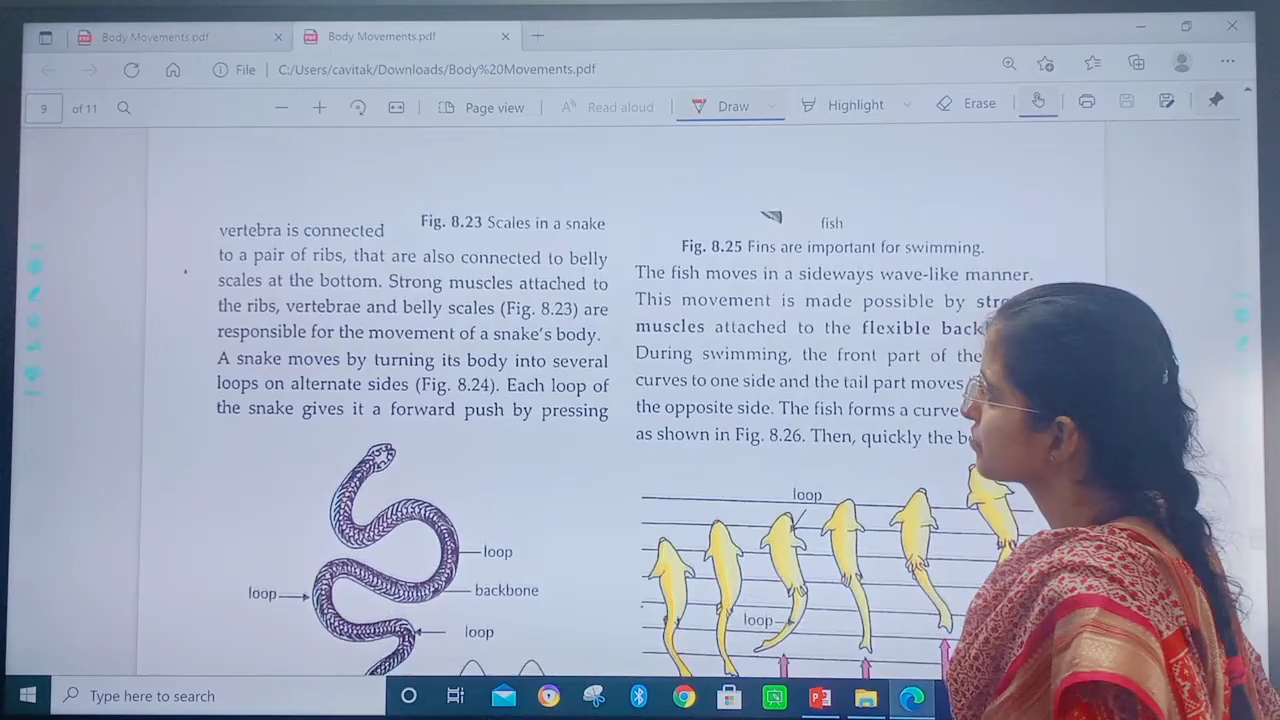 Body Movements.pdf
Body Movements.pdf
File
C:/Users/cavitak/Downloads/Body%20Movements.pdf
9 of 11
Page view
Read aloud
Draw
Highlight
Erase
vertebra is connected
Fig. 8.23 Scales in a snake
to a pair of ribs, that are also connected to belly
scales at the bottom. Strong muscles attached to
the ribs, vertebrae and belly scales (Fig. 8.23) are
responsible for the movement of a snake's body.
A snake moves by turning its body into several
loops on alternate sides (Fig. 8.24). Each loop of
the snake gives it a forward push by pressing
loop
backbone
loop
loop
fish
Fig. 8.25 Fins are important for swimming.
The fish moves in a sideways wave-like manner.
This movement is made possible by
muscles attached to the flexible
During swimming, the front part of the
curves to one side and the tail part moves
the opposite side. The fish forms a curve
as shown in Fig. 8.26. Then, quickly the
loop
loop
Type here to search